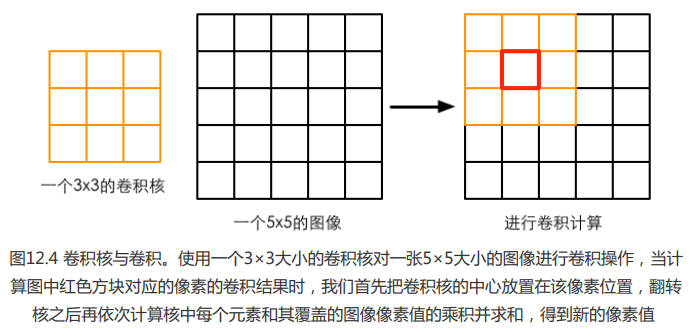 一个3x3的卷积核
一个5x5的图像
进行卷积计算
图12.4 卷积核与卷积。使用一个3×3大小的卷积核对一张5×5大小的图像进行卷积操作，当计
算图中红色方块对应的像素的卷积结果时，我们首先把卷积核的中心放置在该像素位置，翻转
核之后再依次计算核中每个元素和其覆盖的图像像素值的乘积并求和，得到新的像素值